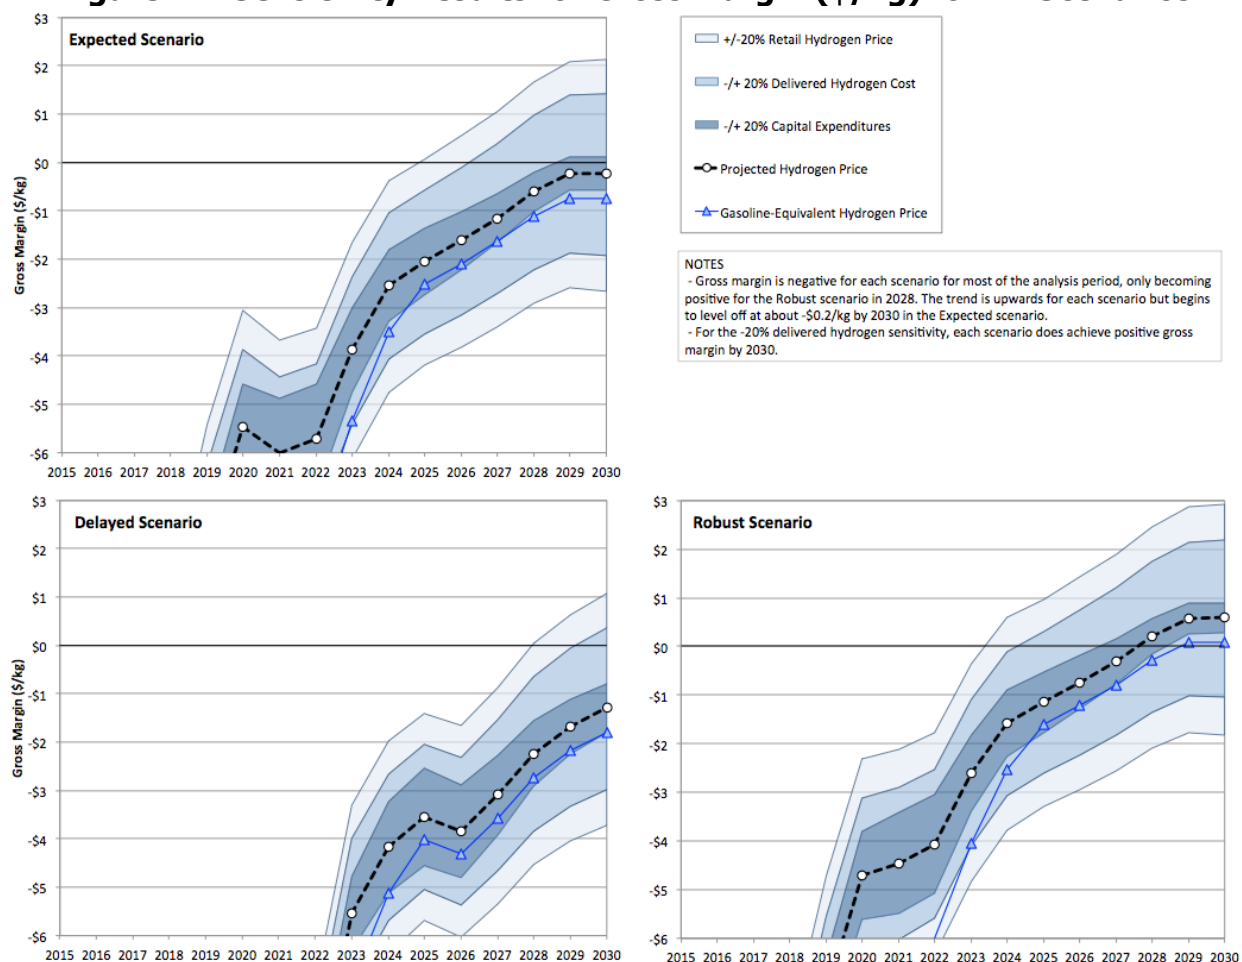 Expected Scenario
$3
$2
$1
$0
-$1
-$2
-$3
-$4
-$5
-$6
Gross Margin ($/kg)
2015 2016 2017 2018 2019 2020 2021 2022 2023 2024 2025 2026 2027 2028 2029 2030
+/-20% Retail Hydrogen Price
-/+ 20% Delivered Hydrogen Cost
-/+ 20% Capital Expenditures
Projected Hydrogen Price
Gasoline-Equivalent Hydrogen Price
NOTES
- Gross margin is negative for each scenario for most of the analysis period, only becoming
positive for the Robust scenario in 2028. The trend is upwards for each scenario but begins
to level off at about -$0.2/kg by 2030 in the Expected scenario.
- For the -20% delivered hydrogen sensitivity, each scenario does achieve positive gross
margin by 2030.
Delayed Scenario
$3
$2
$1
$0
-$1
-$2
-$3
-$4
-$5
-$6
Gross Margin ($/kg)
2015 2016 2017 2018 2019 2020 2021 2022 2023 2024 2025 2026 2027 2028 2029 2030
Robust Scenario
$3
$2
$1
$0
-$1
-$2
-$3
-$4
-$5
-$6
2015 2016 2017 2018 2019 2020 2021 2022 2023 2024 2025 2026 2027 2028 2029 2030